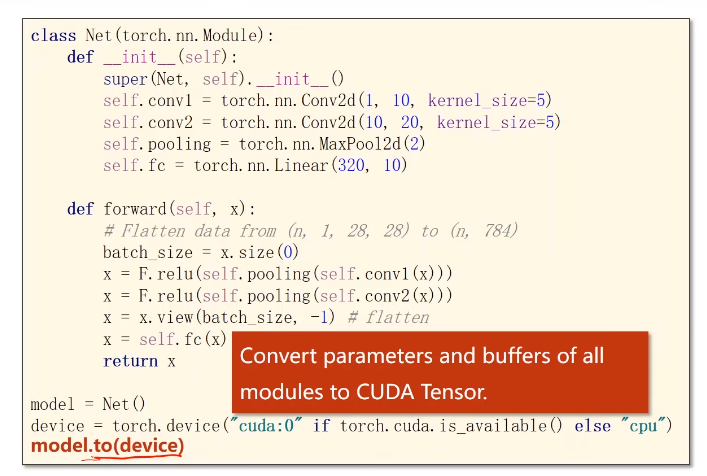 class Net(torch.nn.Module):
    def __init__(self):
        super(Net, self).__init__()
        self.conv1 = torch.nn.Conv2d(1, 10, kernel_size=5)
        self.conv2 = torch.nn.Conv2d(10, 20, kernel_size=5)
        self.pooling = torch.nn.MaxPool2d(2)
        self.fc = torch.nn.Linear(320, 10)
    def forward(self, x):
        # Flatten data from (n, 1, 28, 28) to (n, 784)
        batch_size = x.size(0)
        x = F.relu(self.pooling(self.conv1(x)))
        x = F.relu(self.pooling(self.conv2(x)))
        x = x.view(batch_size, -1) # flatten
        x = self.fc(x)
        return x
Convert parameters and buffers of all
modules to CUDA Tensor.
model = Net()
device = torch.device("cuda:0" if torch.cuda.is_available() else "cpu")
model.to(device)